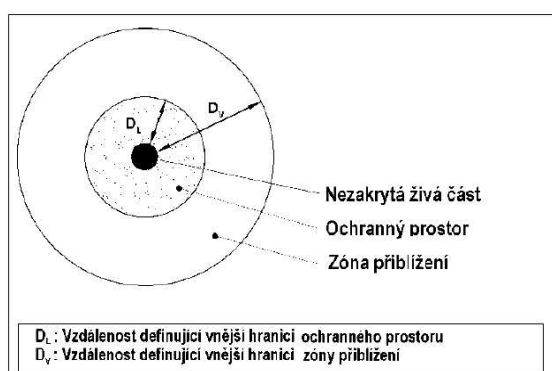 D_L
D_V
Nezakrytá živá část
Ochranný prostor
Zóna přiblížení
D_L : Vzdálenost definující vnější hranici ochranného prostoru
D_V : Vzdálenost definující vnější hranici zóny přiblížení